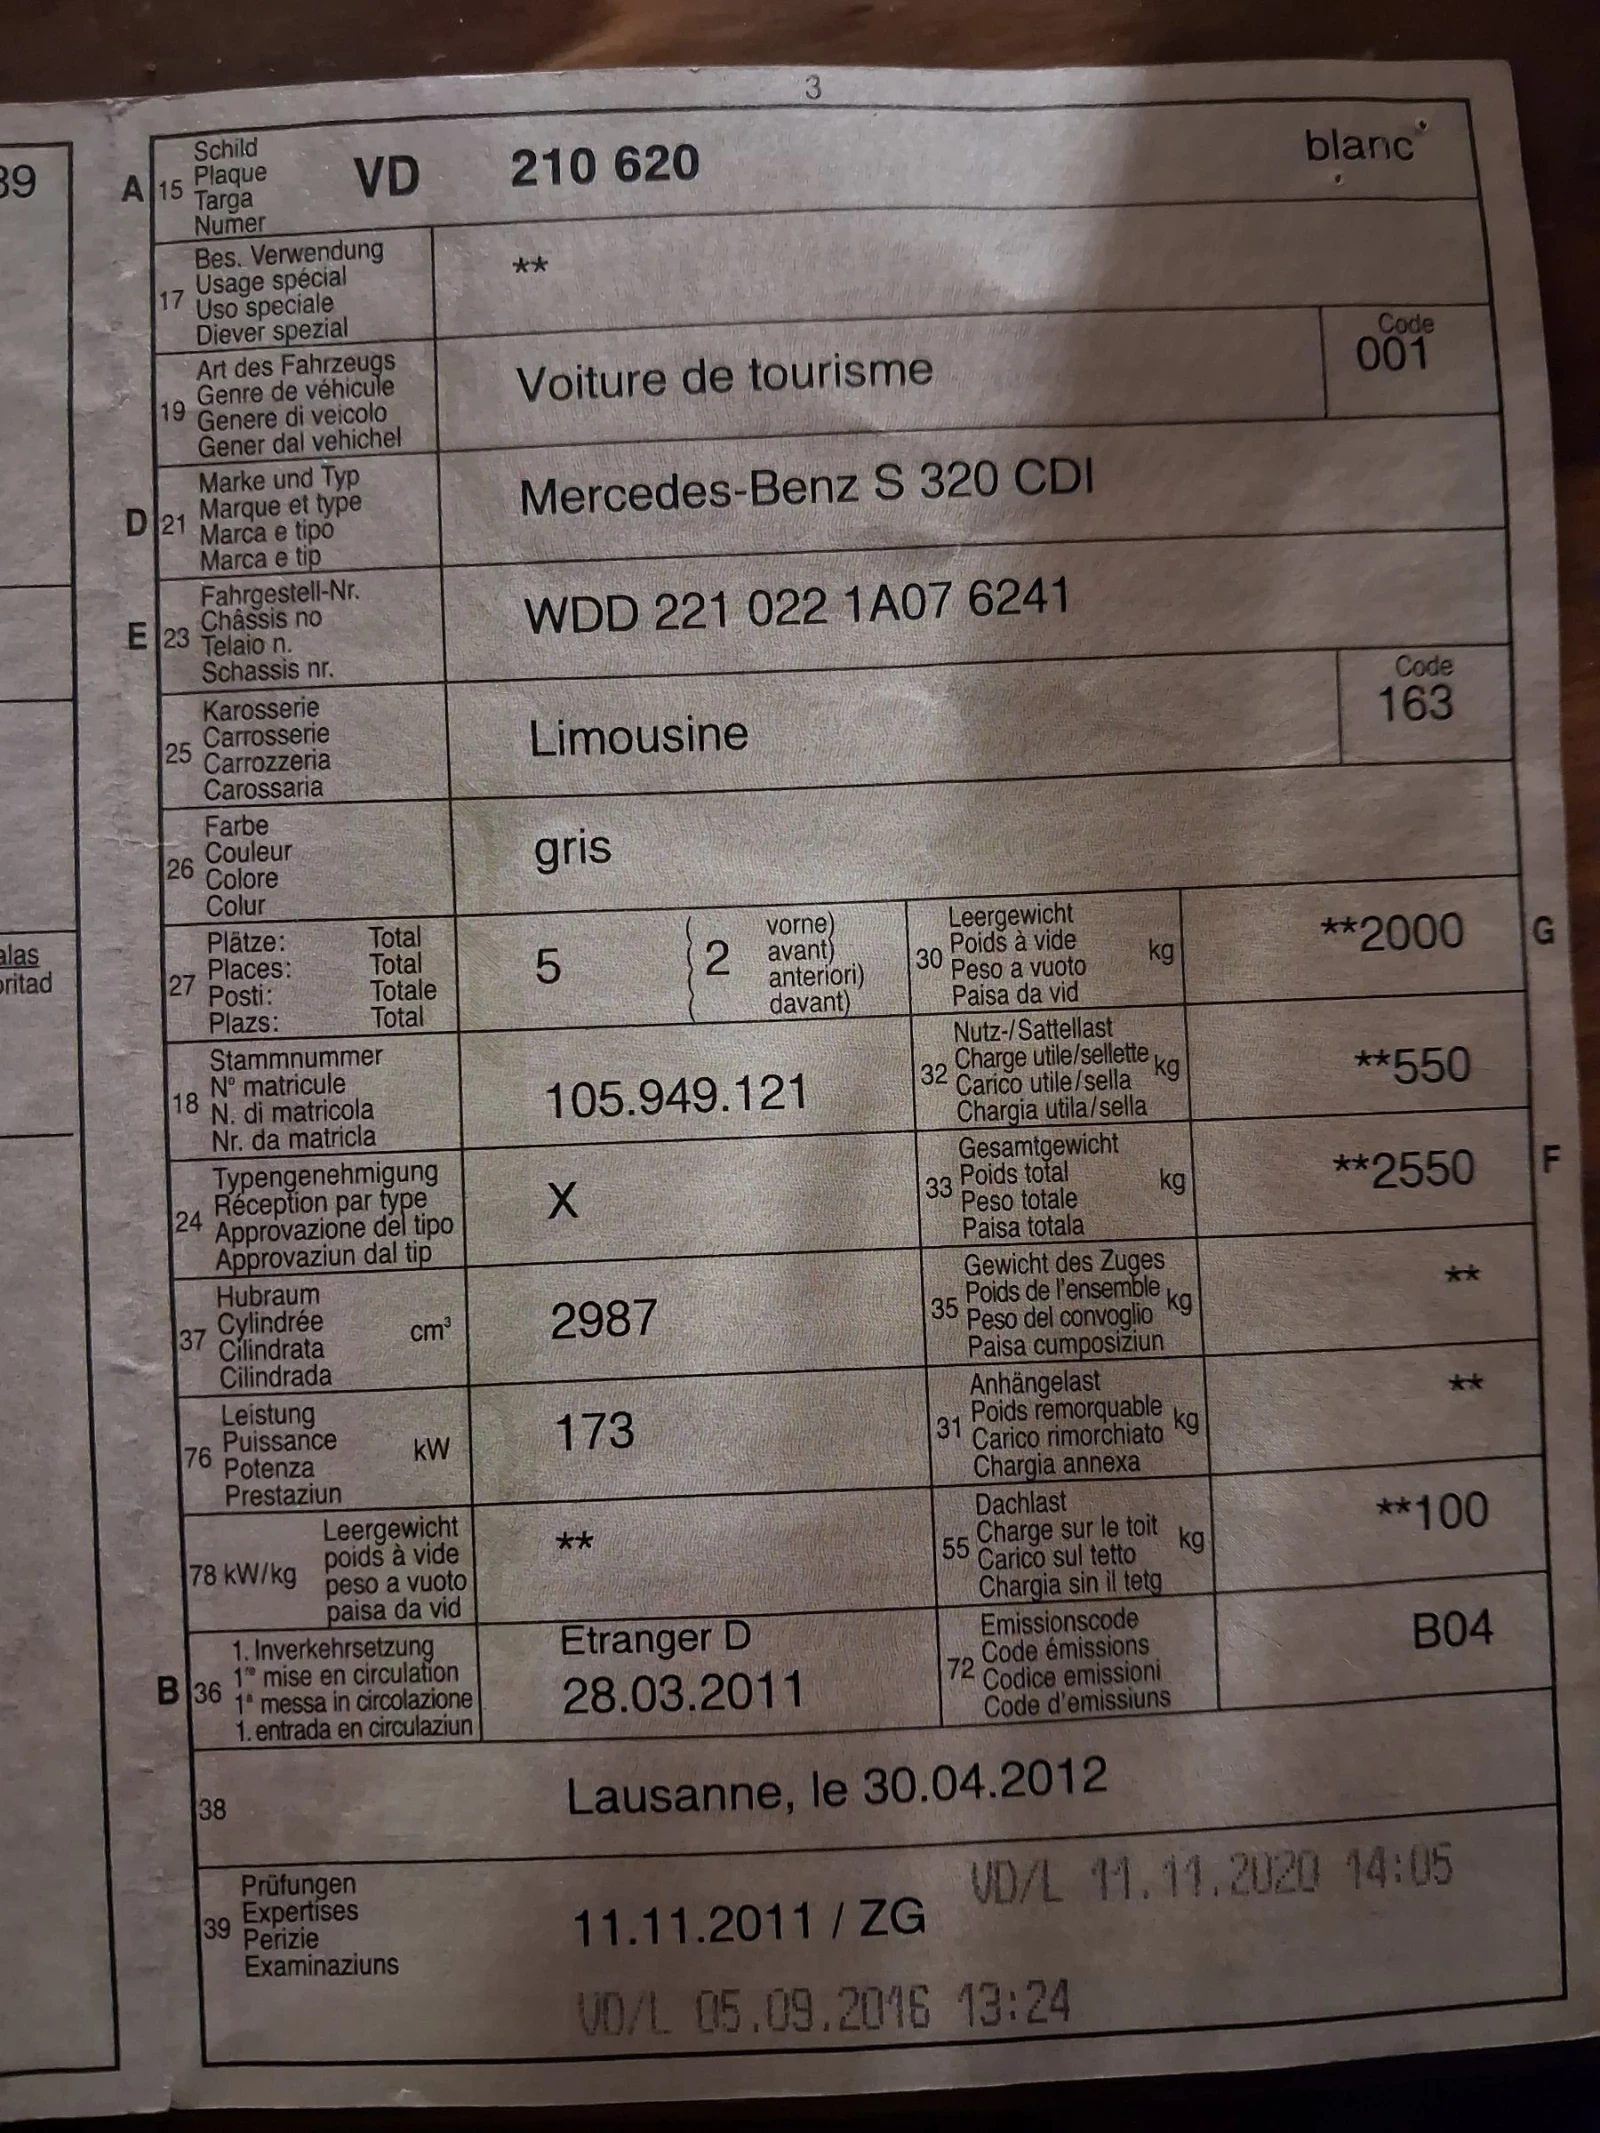 3
39
A 15 Schild
Plaque
Targa
Numer
VD 210 620 blanc
17 Bes. Verwendung
Usage spécial
Uso speciale
Diever spezial
**
19 Art des Fahrzeugs
Genre de véhicule
Genere di veicolo
Gener dal vehichel
Voiture de tourisme
Code
001
D 21 Marke und Typ
Marque et type
Marca e tipo
Marca e tip
Mercedes-Benz S 320 CDI
E 23 Fahrgestell-Nr.
Châssis no
Telaio n.
Schassis nr.
WDD 221 022 1A07 6241
25 Karosserie
Carrosserie
Carrozzeria
Carossaria
Limousine
Code
163
26 Farbe
Couleur
Colore
Colur
gris
alas
oritad
27 Plätze: Total
Places: Total
Posti: Totale
Plazs: Total
5 ( 2 vorne)
avant)
anteriori)
davant)
30 Leergewicht
Poids à vide
Peso a vuoto
Paisa da vid
kg **2000 G
18 Stammnummer
N° matricule
N. di matricola
Nr. da matricla
105.949.121
32 Nutz-/Sattellast
Charge utile/sellette
Carico utile/sella
Chargia utila/sella
kg **550
24 Typengenehmigung
Réception par type
Approvazione del tipo
Approvaziun dal tip
X
33 Gesamtgewicht
Poids total
Peso totale
Paisa totala
kg **2550 F
37 Hubraum
Cylindrée
Cilindrata
Cilindrada
cm³ 2987
35 Gewicht des Zuges
Poids de l'ensemble
Peso del convoglio
Paisa cumposiziun
kg **
76 Leistung
Puissance
Potenza
Prestaziun
kW 173
31 Anhängelast
Poids remorquable
Carico rimorchiato
Chargia annexa
kg **
78 kW/kg Leergewicht
poids à vide
peso a vuoto
paisa da vid
**
55 Dachlast
Charge sur le toit
Carico sul tetto
Chargia sin il tetg
kg **100
B 36 1. Inverkehrsetzung
1re mise en circulation
1a messa in circolazione
1. entrada en circulaziun
Etranger D
28.03.2011
72 Emissionscode
Code émissions
Codice emissioni
Code d'emissiuns
B04
38 Lausanne, le 30.04.2012
39 Prüfungen
Expertises
Perizie
Examinaziuns
11.11.2011 / ZG
VD/L 11.11.2020 14:05
VD/L 05.09.2016 13:24